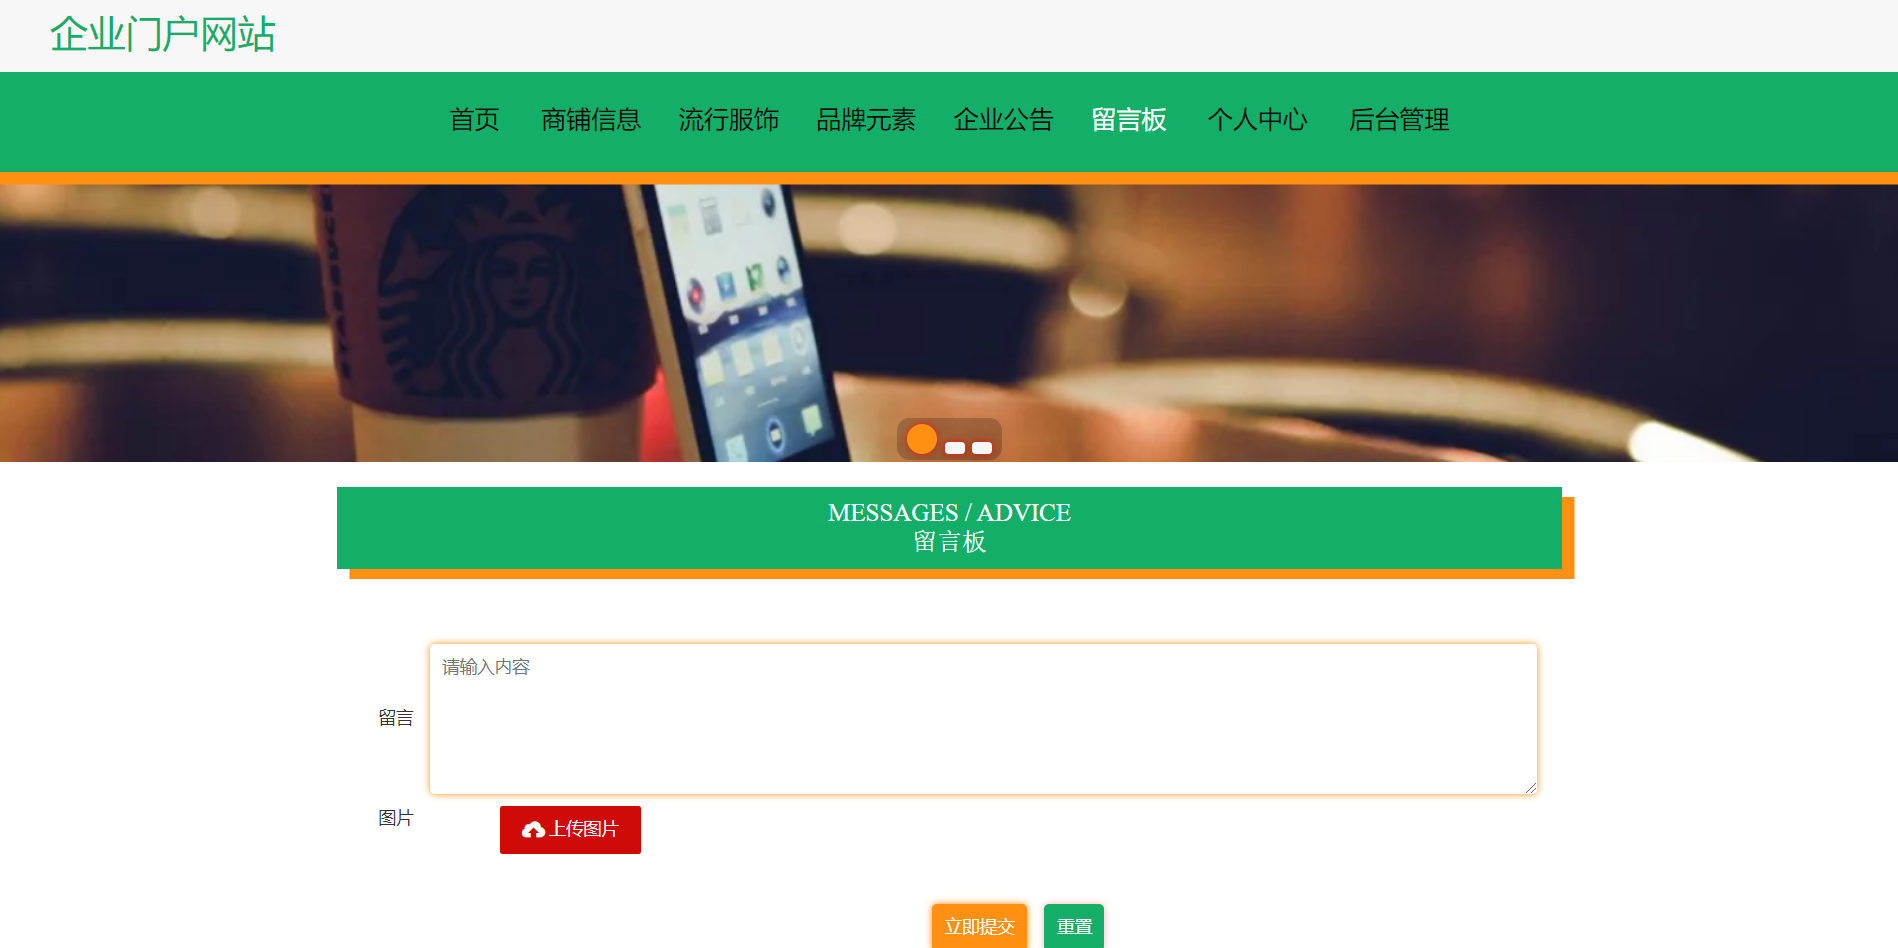 企业门户网站
首页 商铺信息 流行服饰 品牌元素 企业公告 留言板 个人中心 后台管理
MESSAGES / ADVICE
留言板
请输入内容
留言
图片
上传图片
立即提交 重置